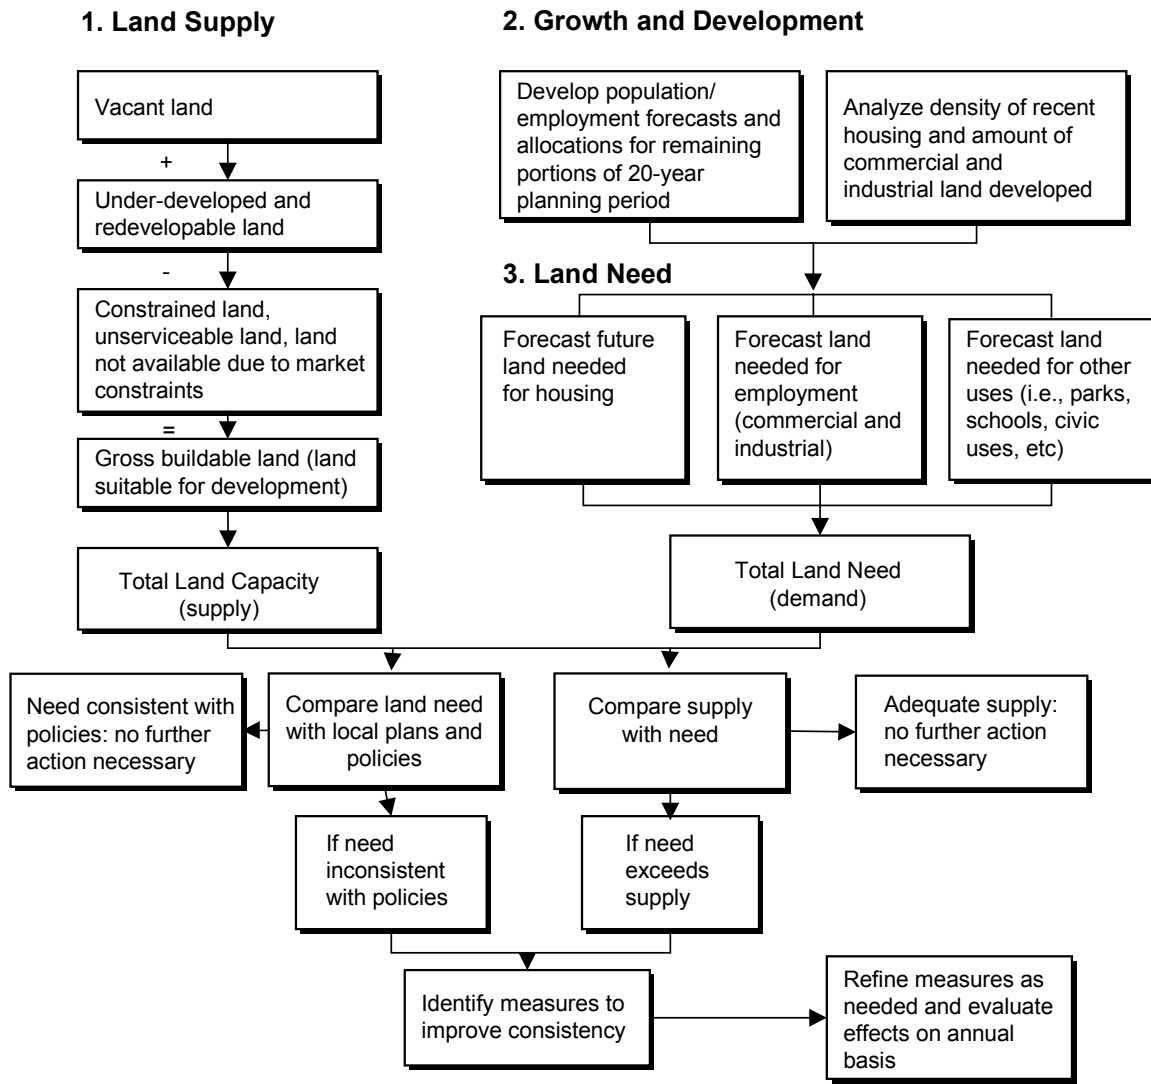 1. Land Supply
2. Growth and Development
Vacant land
+
Under-developed and
redevelopable land
-
Constrained land,
unserviceable land, land
not available due to market
constraints
=
Gross buildable land (land
suitable for development)
Total Land Capacity
(supply)
Develop population/
employment forecasts and
allocations for remaining
portions of 20-year
planning period
Analyze density of recent
housing and amount of
commercial and
industrial land developed
3. Land Need
Forecast future
land needed
for housing
Forecast land
needed for
employment
(commercial and
industrial)
Forecast land
needed for other
uses (i.e., parks,
schools, civic
uses, etc)
Total Land Need
(demand)
Need consistent with
policies: no further
action necessary
Compare land need
with local plans and
policies
Compare supply
with need
Adequate supply:
no further action
necessary
If need
inconsistent
with policies
If need
exceeds
supply
Identify measures to
improve consistency
Refine measures as
needed and evaluate
effects on annual
basis